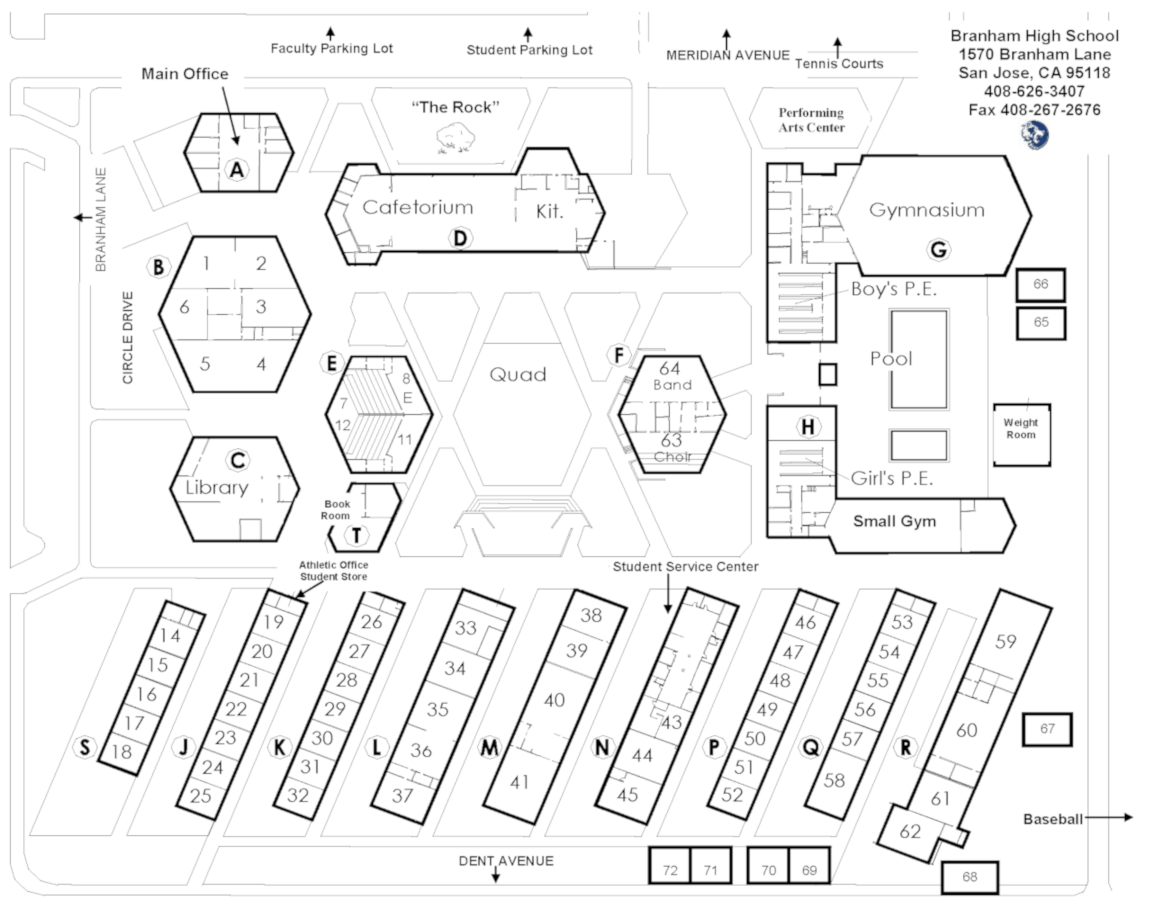 Branham High School
1570 Branham Lane
San Jose, CA 95118
408-626-3407
Fax 408-267-2676
Faculty Parking Lot
Student Parking Lot
MERIDIAN AVENUE
Tennis Courts
Main Office
"The Rock"
Performing
Arts Center
A
BRANHAM LANE
Cafetorium
Kit.
D
Gymnasium
G
B
1
2
6
3
5
4
CIRCLE DRIVE
Boy's P.E.
66
65
E
8
E
7
12
11
Quad
F
64
Band
63
Choir
Pool
H
Weight
Room
C
Library
Girl's P.E.
Book
Room
T
Small Gym
Athletic Office
Student Store
Student Service Center
14
15
16
17
18
S
19
20
21
22
23
24
25
J
26
27
28
29
30
31
32
K
33
34
35
36
37
L
38
39
40
41
M
43
44
45
N
46
47
48
49
50
51
52
P
53
54
55
56
57
58
Q
59
60
61
62
R
67
Baseball
DENT AVENUE
72
71
70
69
68